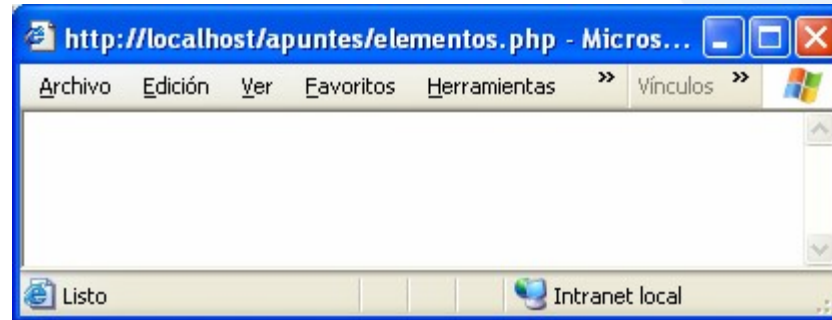 http://localhost/apuntes/elementos.php - Micros...
Archivo Edición Ver Favoritos Herramientas » Vínculos »
Listo Intranet local